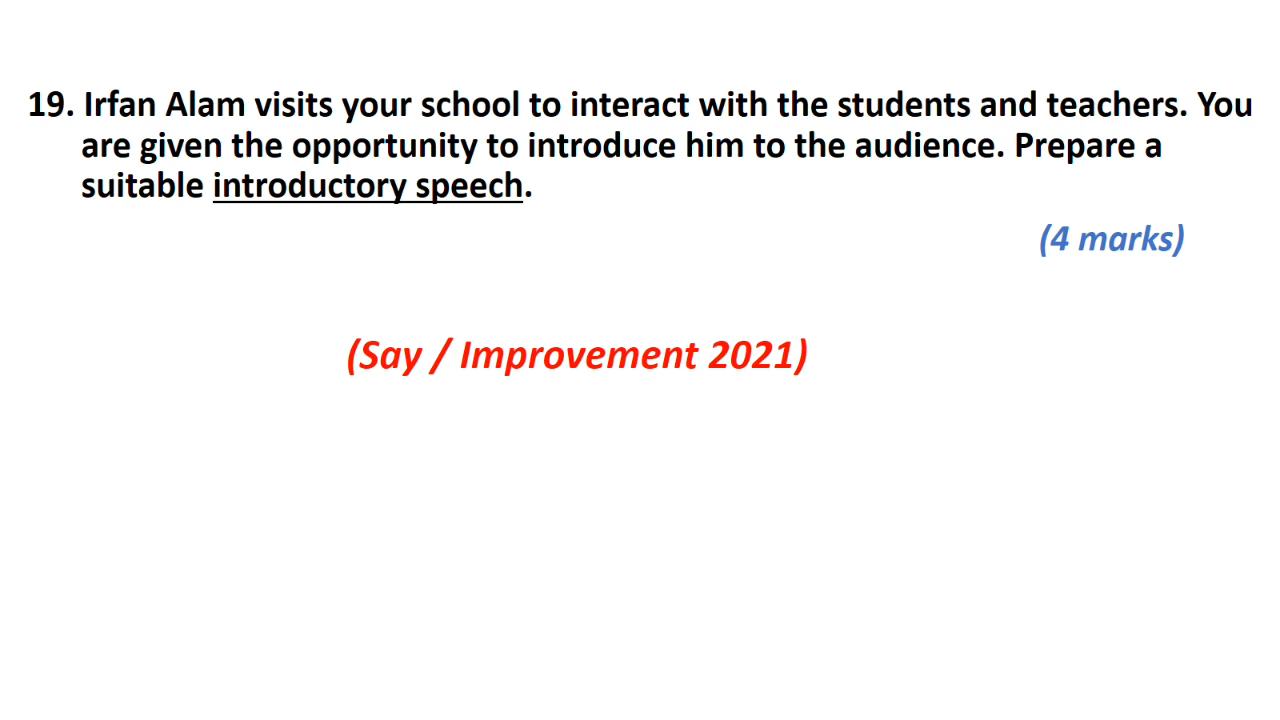 19. Irfan Alam visits your school to interact with the students and teachers. You
are given the opportunity to introduce him to the audience. Prepare a
suitable introductory speech.
(4 marks)
(Say / Improvement 2021)